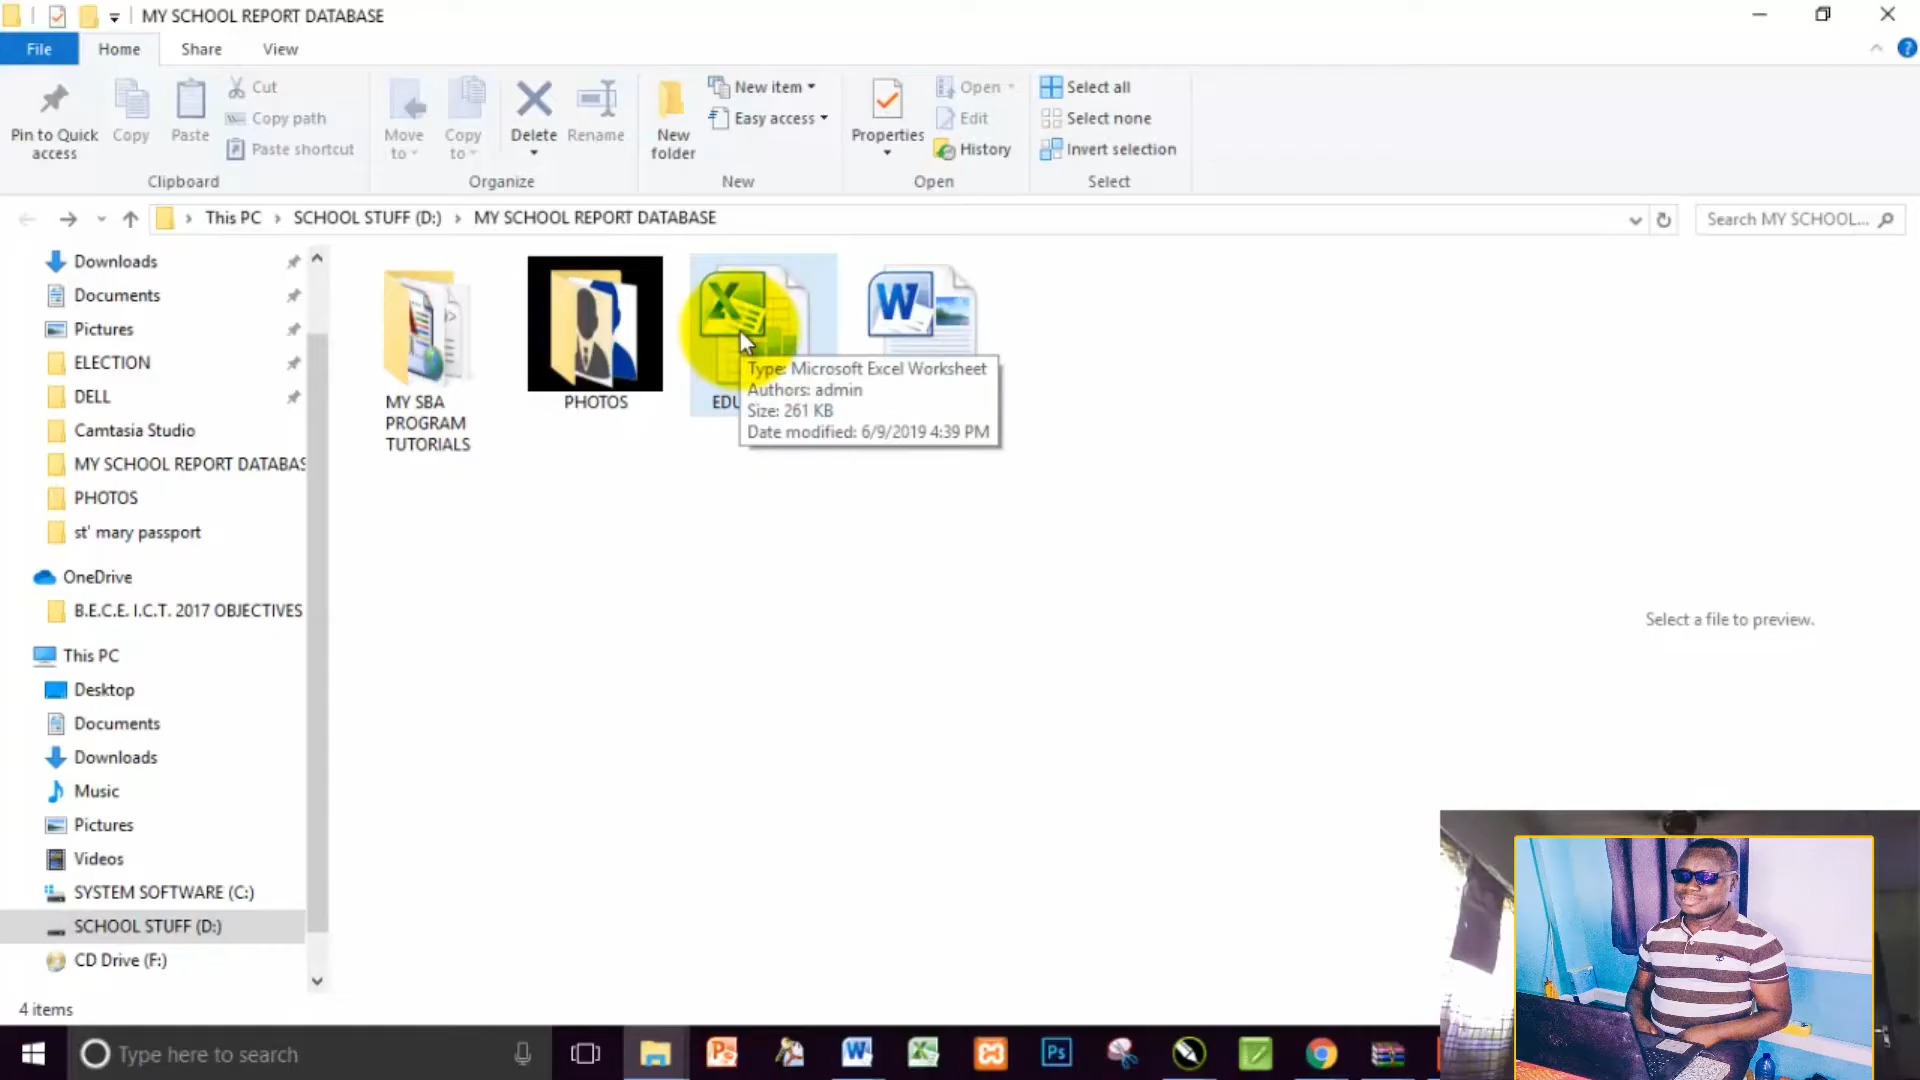 MY SCHOOL REPORT DATABASE
File Home Share View
Pin to Quick access
Copy
Paste
Cut
Copy path
Paste shortcut
Clipboard
Move to
Copy to
Delete
Rename
Organize
New folder
New item
Easy access
New
Properties
Open
Edit
History
Open
Select all
Select none
Invert selection
Select
This PC > SCHOOL STUFF (D:) > MY SCHOOL REPORT DATABASE
Search MY SCHOOL...
Downloads
Documents
Pictures
ELECTION
DELL
Camtasia Studio
MY SCHOOL REPORT DATABAS
PHOTOS
st' mary passport
OneDrive
B.E.C.E. I.C.T. 2017 OBJECTIVES
This PC
Desktop
Documents
Downloads
Music
Pictures
Videos
SYSTEM SOFTWARE (C:)
SCHOOL STUFF (D:)
CD Drive (F:)
MY SBA
PROGRAM
TUTORIALS
PHOTOS
EDU
Type: Microsoft Excel Worksheet
Authors: admin
Size: 261 KB
Date modified: 6/9/2019 4:39 PM
Select a file to preview.
4 items
Type here to search